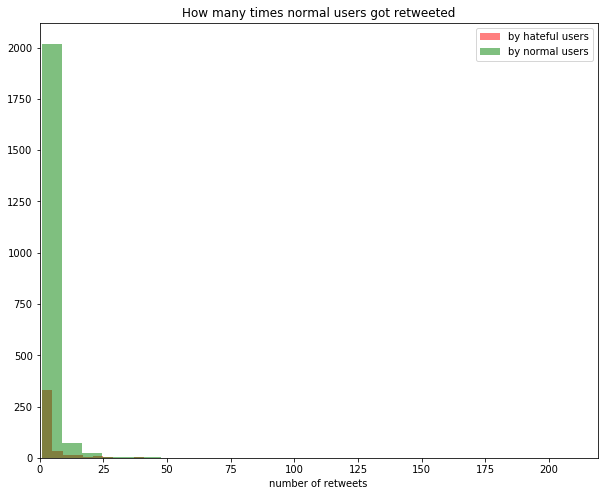 How many times normal users got retweeted
by hateful users
by normal users
2000
1750
1500
1250
1000
750
500
250
0
0 25 50 75 100 125 150 175 200
number of retweets